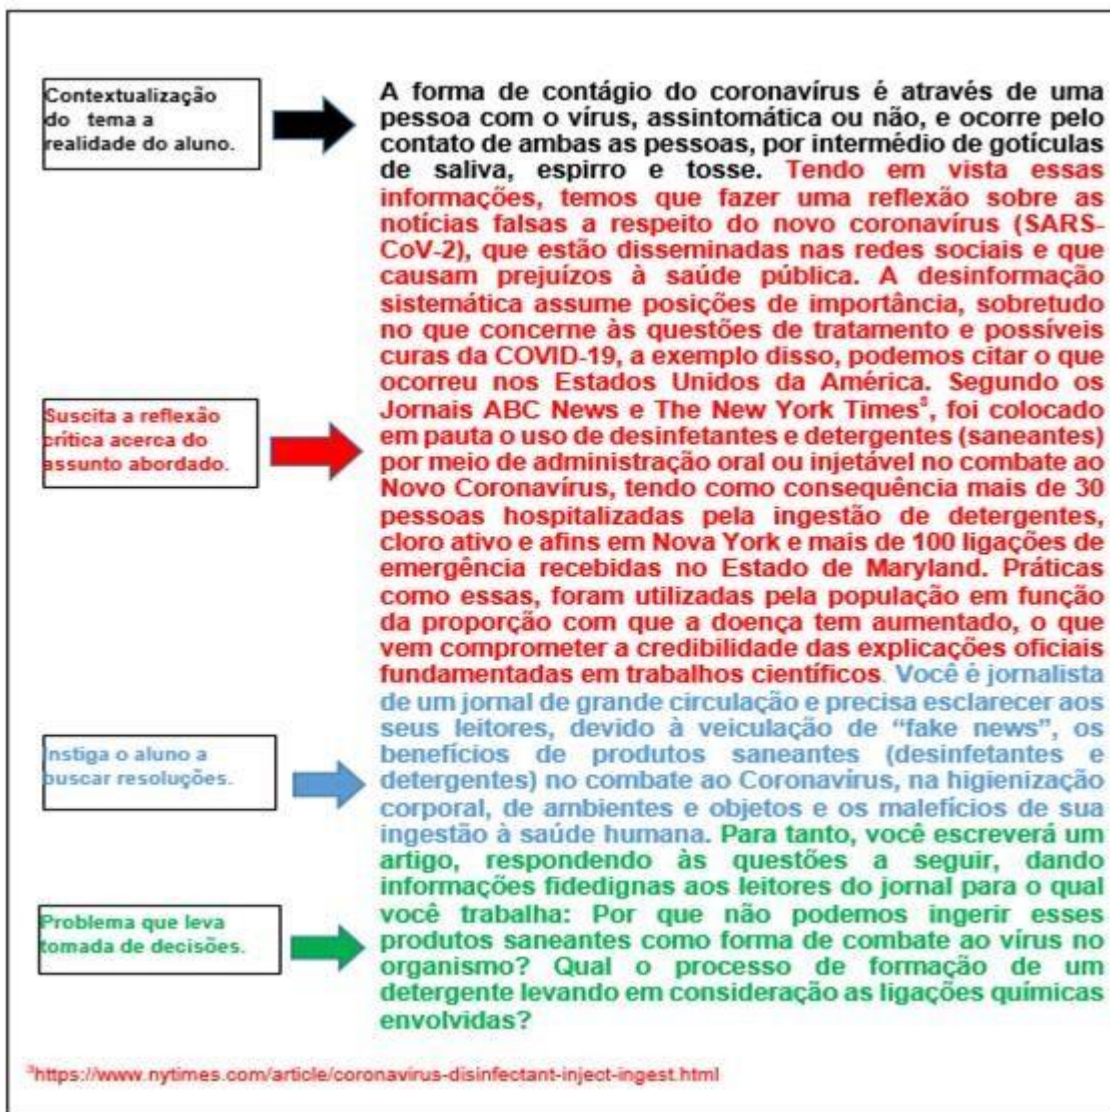 Contextualização
do tema a
realidade do aluno.
A forma de contágio do coronavírus é através de uma
pessoa com o vírus, assintomática ou não, e ocorre pelo
contato de ambas as pessoas, por intermédio de gotículas
de saliva, espirro e tosse. Tendo em vista essas
informações, temos que fazer uma reflexão sobre as
notícias falsas a respeito do novo coronavírus (SARS-
CoV-2), que estão disseminadas nas redes sociais e que
causam prejuízos à saúde pública. A desinformação
sistemática assume posições de importância, sobretudo
no que concerne às questões de tratamento e possíveis
curas da COVID-19, a exemplo disso, podemos citar o que
ocorreu nos Estados Unidos da América. Segundo os
Jornais ABC News e The New York Times³, foi colocado
em pauta o uso de desinfetantes e detergentes (saneantes)
por meio de administração oral ou injetável no combate ao
Novo Coronavírus, tendo como consequência mais de 30
pessoas hospitalizadas pela ingestão de detergentes,
cloro ativo e afins em Nova York e mais de 100 ligações de
emergência recebidas no Estado de Maryland. Práticas
como essas, foram utilizadas pela população em função
da proporção com que a doença tem aumentado, o que
vem comprometer a credibilidade das explicações oficiais
fundamentadas em trabalhos científicos. Você é jornalista
de um jornal de grande circulação e precisa esclarecer aos
seus leitores, devido à veiculação de “fake news”, os
benefícios de produtos saneantes (desinfetantes e
detergentes) no combate ao Coronavírus, na higienização
corporal, de ambientes e objetos e os malefícios de sua
ingestão à saúde humana. Para tanto, você escreverá um
artigo, respondendo às questões a seguir, dando
informações fidedignas aos leitores do jornal para o qual
você trabalha: Por que não podemos ingerir esses
produtos saneantes como forma de combate ao vírus no
organismo? Qual o processo de formação de um
detergente levando em consideração as ligações químicas
envolvidas?
Suscita a reflexão
crítica acerca do
assunto abordado.
Instiga o aluno a
buscar resoluções.
Problema que leva
tomada de decisões.
³https://www.nytimes.com/article/coronavirus-disinfectant-inject-ingest.html